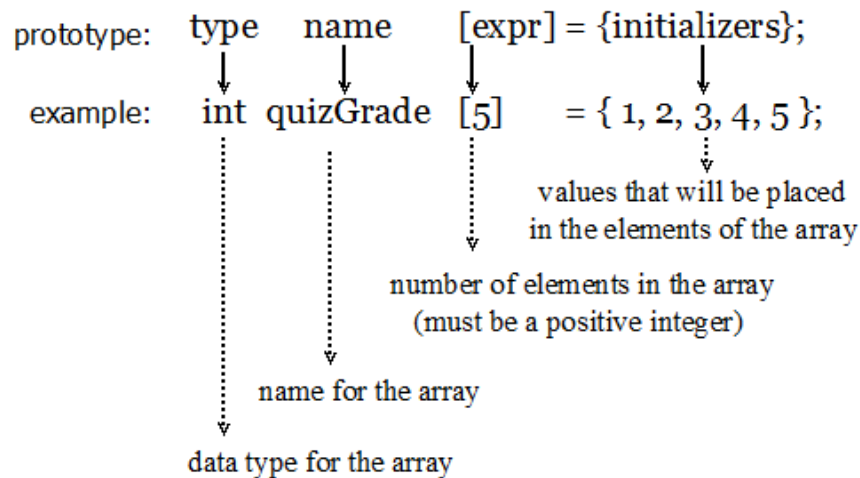 prototype: type name [expr] = {initializers};
example: int quizGrade [5] = { 1, 2, 3, 4, 5 };
values that will be placed
in the elements of the array
number of elements in the array
(must be a positive integer)
name for the array
data type for the array